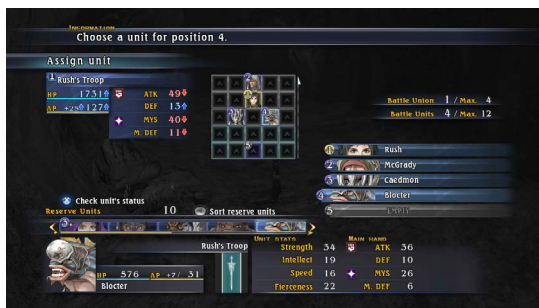 INFORMATION
Choose a unit for position 4.
Assign unit
1 Rush's Troop
HP 1731
AP +28 127
ATK 49
DEF 13
MYS 40
M. DEF 11
Battle Union 1 / Max. 4
Battle Units 4 / Max. 12
1 Rush
2 McGrady
3 Caedmon
4 Blocter
5 EMPTY
Check unit's status
Reserve Units 10 Sort reserve units
Rush's Troop
HP 576 AP +7/ 31
Blocter
UNIT STATS
Strength 34
Intellect 19
Speed 16
Fierceness 22
MAIN HAND
ATK 36
DEF 10
MYS 26
M. DEF 6